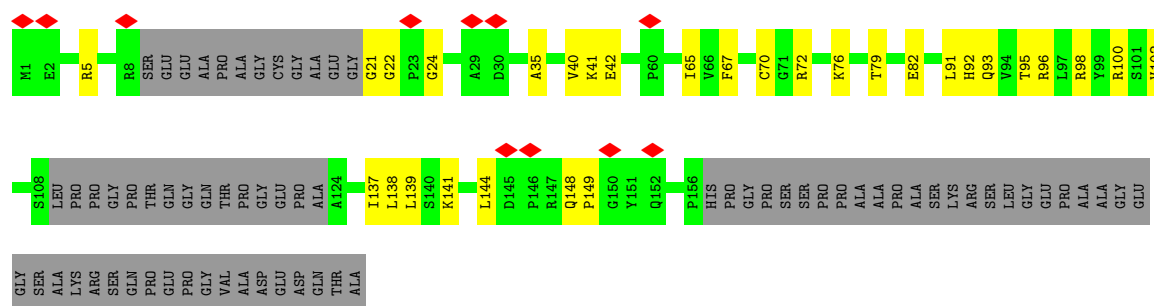 M1 E2 R5 R8 SER GLU GLU ALA PRO ALA GLY CYS GLY ALA GLU GLY G21 G22 P23 G24 A29 D30 A35 V40 K41 E42 P60 I65 V66 F67 C70 G71 R72 K76 T79 E82 L91 H92 Q93 V94 T95 R96 L97 R98 Y99 R100 S101
S108 LEU PRO PRO GLY PRO THR GLN GLY GLN THR PRO GLY GLU PRO ALA A124 I137 L138 L139 S140 K141 L144 D145 P146 R147 Q148 P149 G150 Y151 Q152 P156 HIS PRO GLY PRO SER SER PRO PRO ALA ALA PRO ALA SER LYS ARG SER LEU GLY GLU PRO ALA ALA GLY GLU
GLY SER ALA LYS ARG SER GLN PRO GLU PRO GLY VAL ALA ASP GLU ASP GLN THR ALA